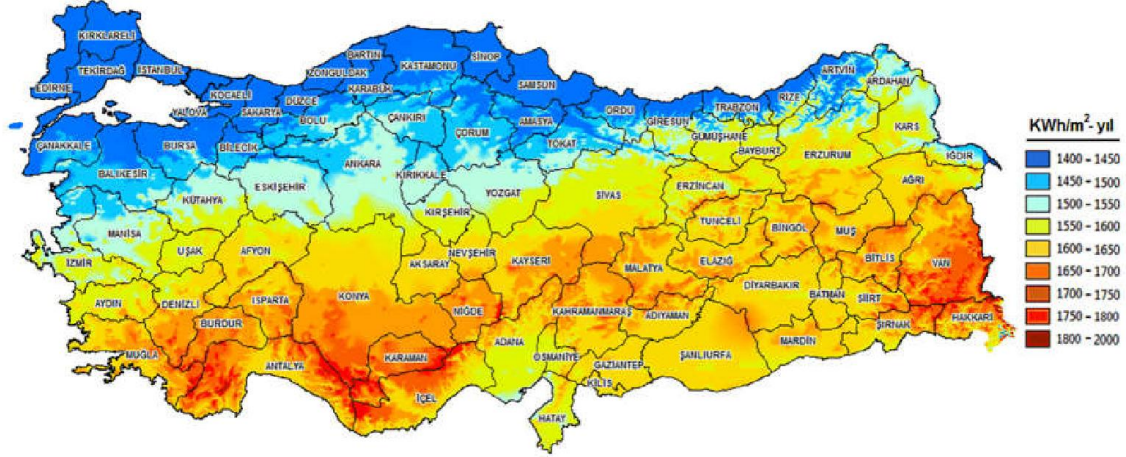 KIRKLARELİ
TEKİRDAĞ
İSTANBUL
EDİRNE
KOCAELİ
YALOVA
SAKARYA
DÜZCE
ZONGULDAK
BARTIN
KARABÜK
KASTAMONU
SİNOP
SAMSUN
ORDU
GİRESUN
TRABZON
RİZE
ARTVİN
ARDAHAN
KARS
IĞDIR
ÇANAKKALE
BURSA
BİLECİK
BOLU
ÇANKIRI
ÇORUM
AMASYA
TOKAT
GÜMÜŞHANE
BAYBURT
ERZURUM
AĞRI
BALIKESİR
KÜTAHYA
ESKİŞEHİR
ANKARA
KIRIKKALE
YOZGAT
SİVAS
ERZİNCAN
TUNCELİ
BİNGÖL
MUŞ
BİTLİS
VAN
MANİSA
İZMİR
UŞAK
AFYON
KIRŞEHİR
NEVŞEHİR
AKSARAY
KAYSERİ
MALATYA
ELAZIĞ
DİYARBAKIR
BATMAN
SİİRT
ŞIRNAK
HAKKARİ
AYDIN
DENİZLİ
ISPARTA
BURDUR
KONYA
NİĞDE
KAHRAMANMARAŞ
ADIYAMAN
MARDİN
MUĞLA
ANTALYA
KARAMAN
İÇEL
ADANA
OSMANİYE
GAZİANTEP
KİLİS
ŞANLIURFA
HATAY
KWh/m²- yıl
1400 - 1450
1450 - 1500
1500 - 1550
1550 - 1600
1600 - 1650
1650 - 1700
1700 - 1750
1750 - 1800
1800 - 2000